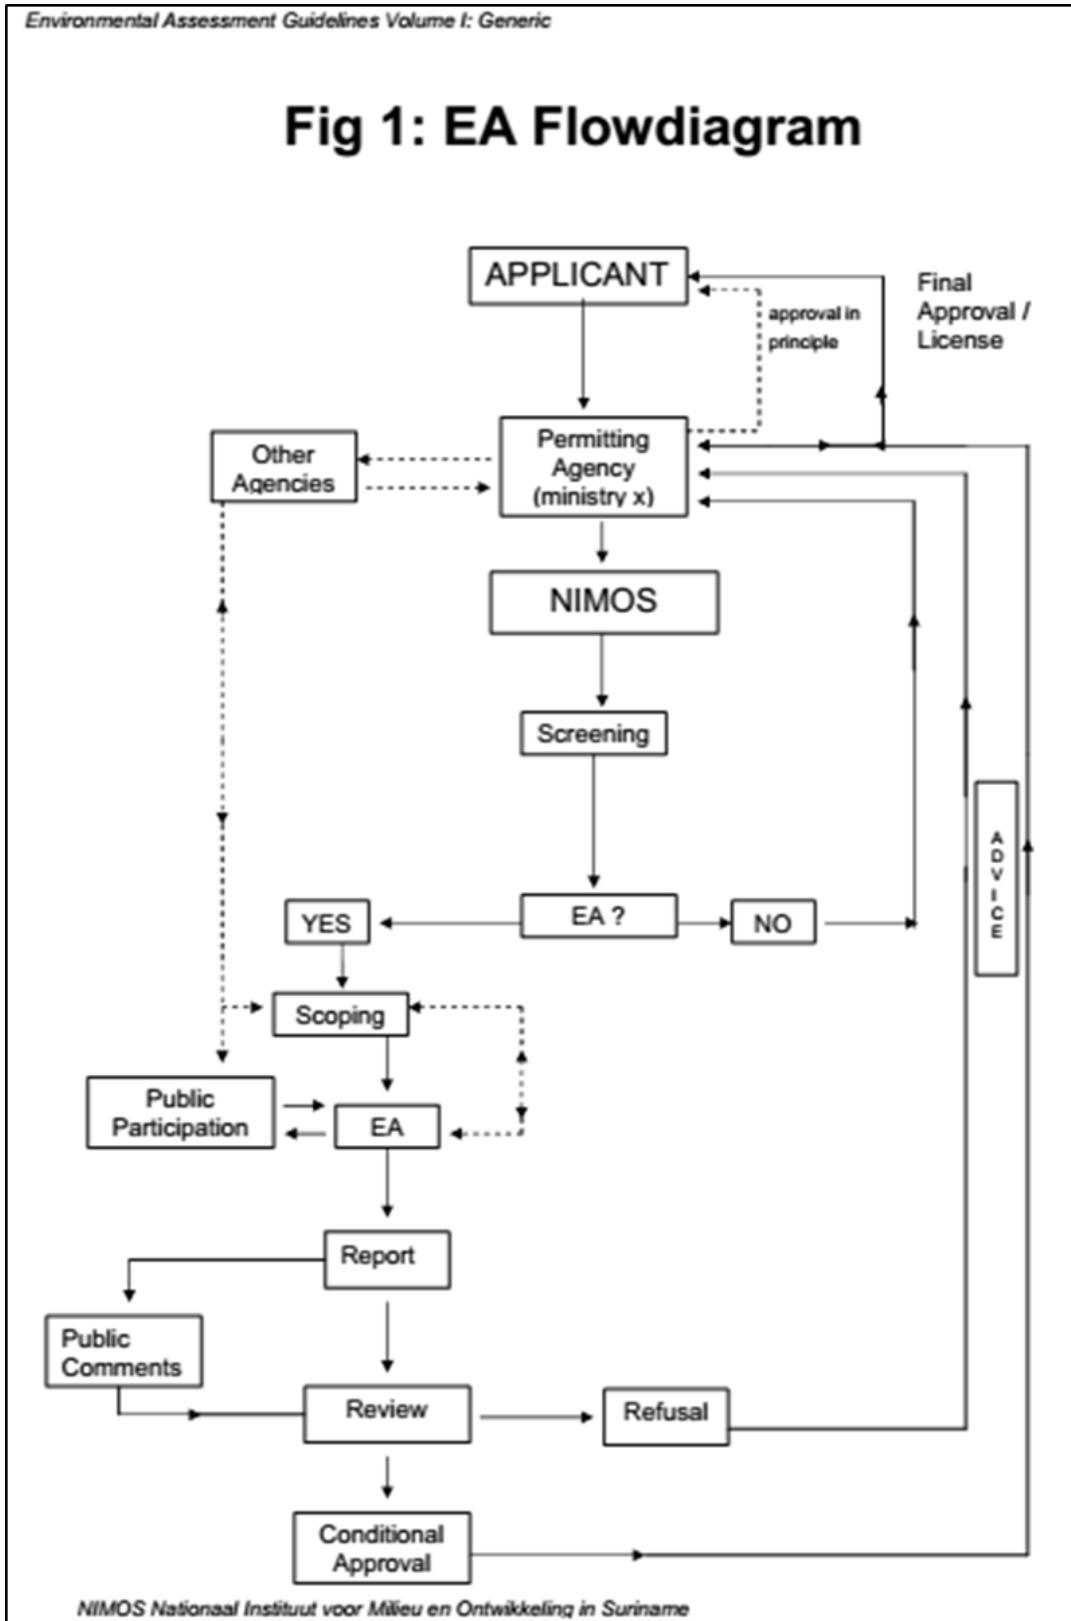 Environmental Assessment Guidelines Volume I: Generic
Fig 1: EA Flowdiagram
APPLICANT
Final
Approval /
License
approval in
principle
Permitting
Agency
(ministry x)
Other
Agencies
NIMOS
Screening
ADVICE
EA ?
YES
NO
Scoping
Public
Participation
EA
Report
Public
Comments
Review
Refusal
Conditional
Approval
NIMOS Nationaal Instituut voor Milieu en Ontwikkeling in Suriname